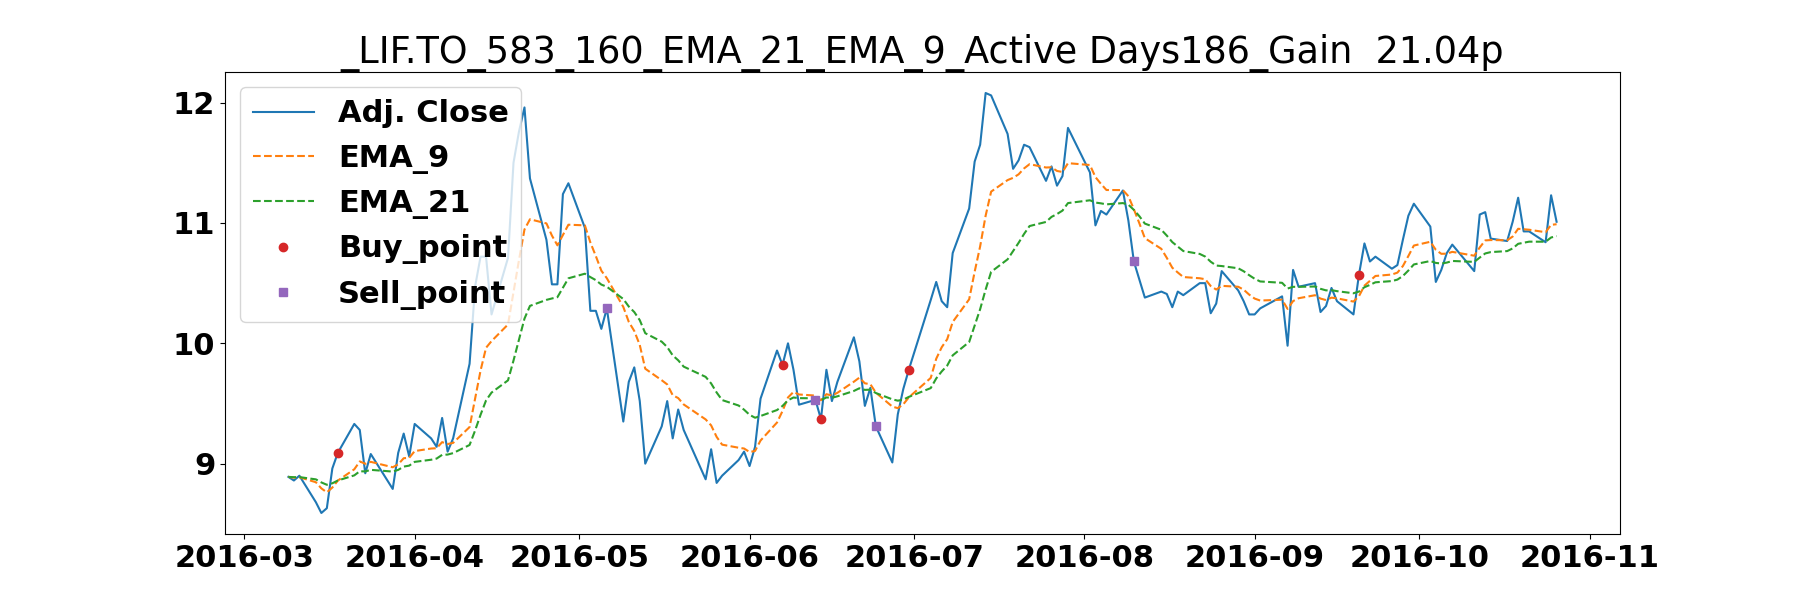 _LIF.TO_583_160_EMA_21_EMA_9_Active Days186_Gain  21.04p
12
11
10
9
Adj. Close
EMA_9
EMA_21
Buy_point
Sell_point
2016-03 2016-04 2016-05 2016-06 2016-07 2016-08 2016-09 2016-10 2016-11